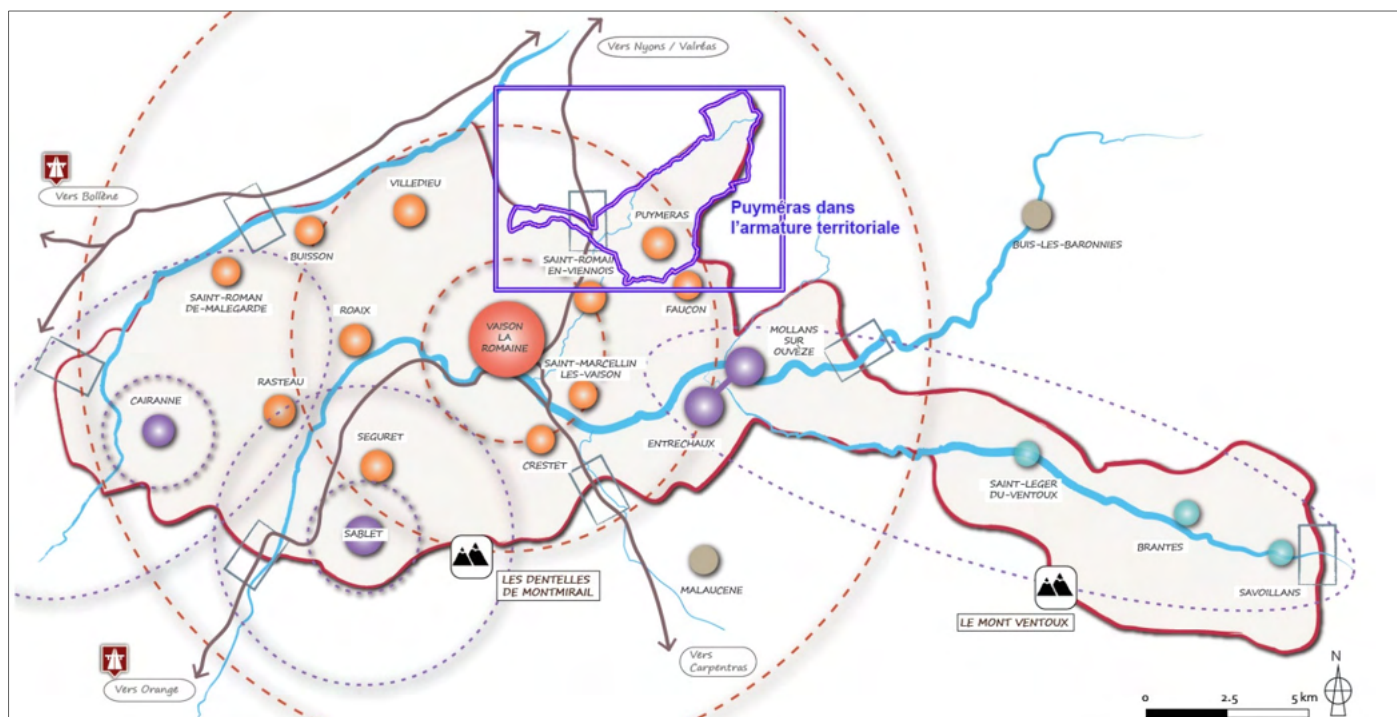 Vers Nyons / Valréas
Vers Bollène
VILLEDIEU
PUYMERAS
Puyméras dans
l'armature territoriale
BUIS-LES-BARONNIES
BUISSON
SAINT-ROMAIN
EN-VIENNOIS
SAINT-ROMAN
DE-MALEGARDE
ROAIX
FAUCON
VAISON
LA
ROMAINE
MOLLANS
SUR
OUVÈZE
SAINT-MARCELLIN
LES-VAISON
RASTEAU
CAIRANNE
SEGURET
ENTRECHAUX
CRESTET
SAINT-LEGER
DU-VENTOUX
SABLET
BRANTES
LES DENTELLES
DE MONTMIRAIL
MALAUCENE
SAVOILLANS
LE MONT VENTOUX
Vers
Carpentras
Vers Orange
N
0 2.5 5 km